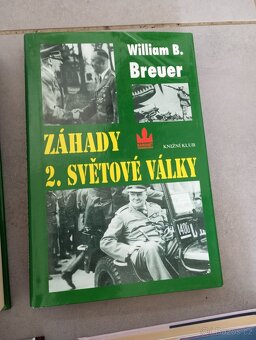 William B.
Breuer
ZÁHADY
KNIŽNÍ KLUB
2. SVĚTOVÉ VÁLKY